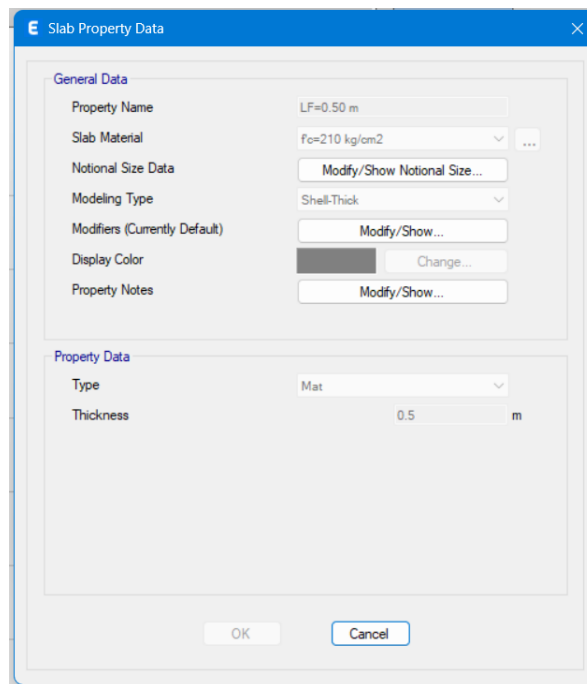 E Slab Property Data
General Data
Property Name LF=0.50 m
Slab Material f'c=210 kg/cm2 ...
Notional Size Data Modify/Show Notional Size...
Modeling Type Shell-Thick
Modifiers (Currently Default) Modify/Show...
Display Color Change...
Property Notes Modify/Show...
Property Data
Type Mat
Thickness 0.5 m
OK Cancel